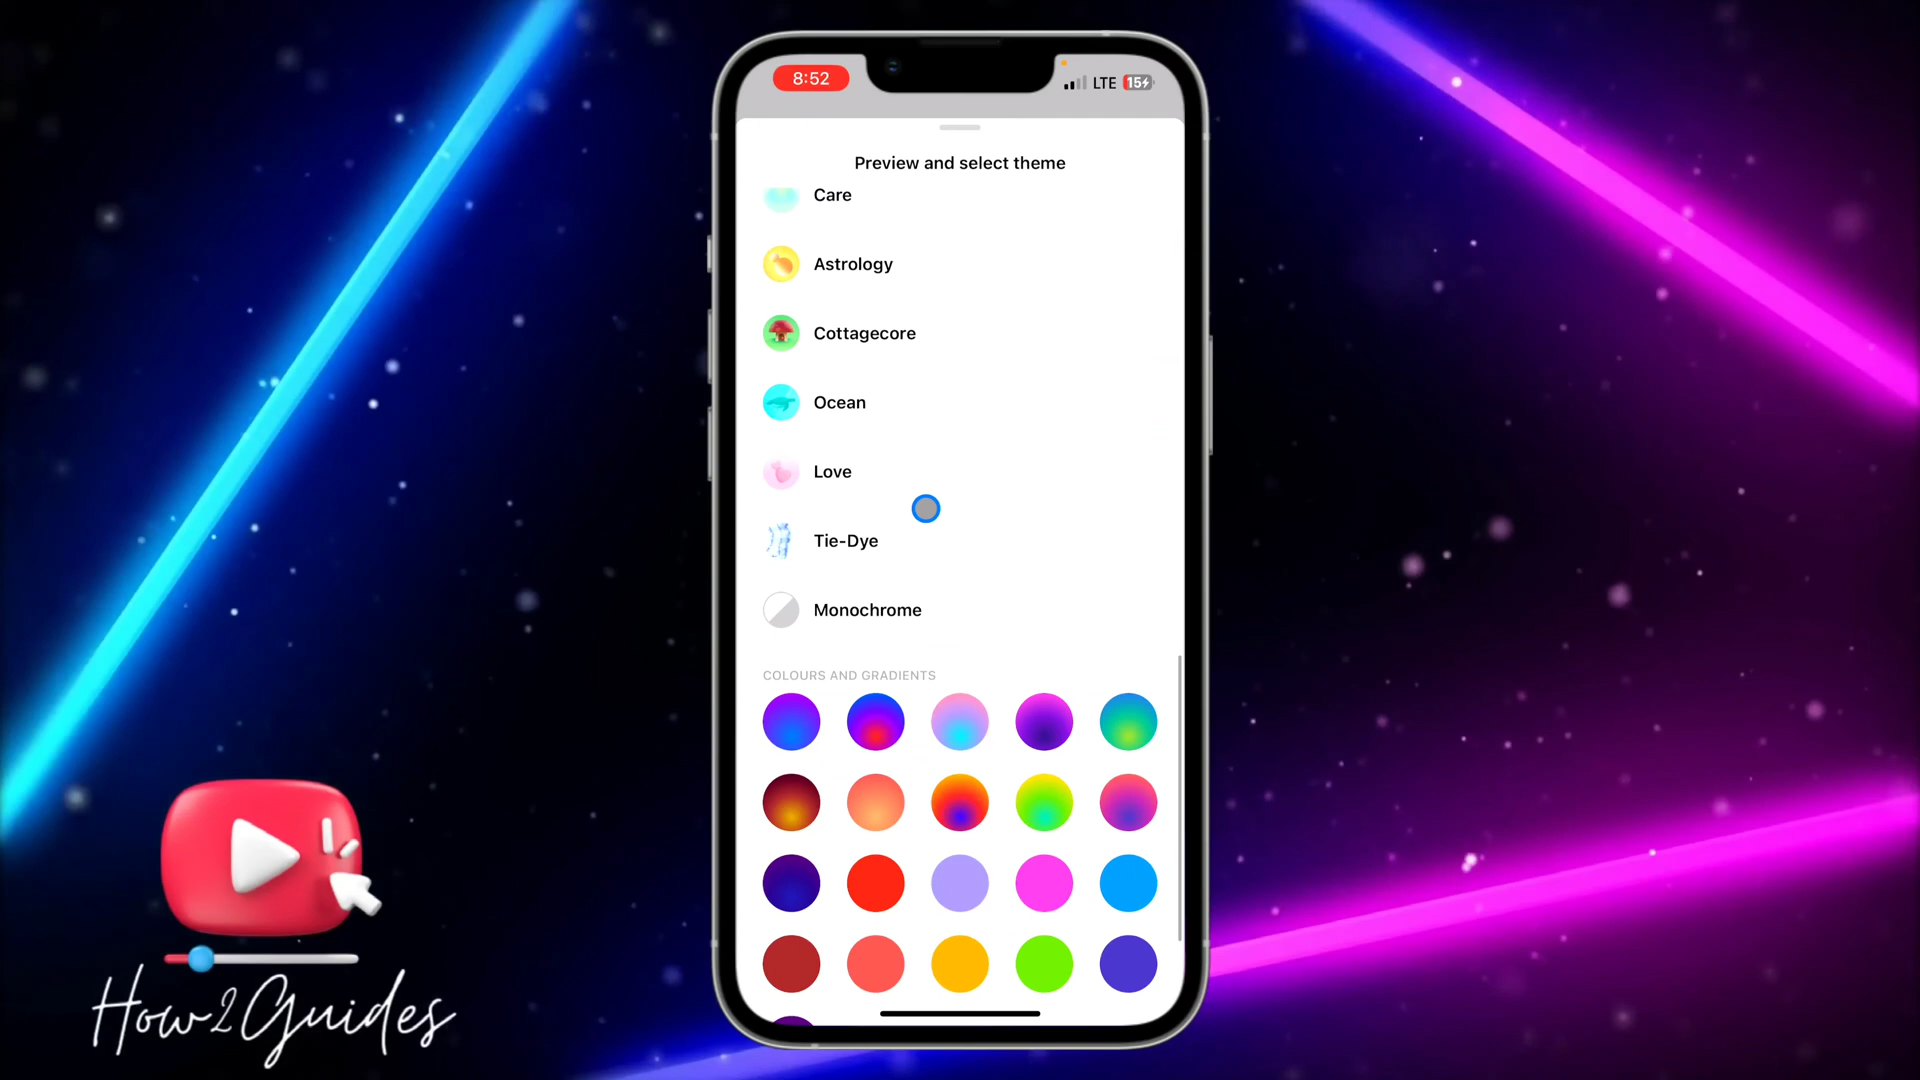 8:52
LTE 15
Preview and select theme
Care
Astrology
Cottagecore
Ocean
Love
Tie-Dye
Monochrome
COLOURS AND GRADIENTS
How2Guides